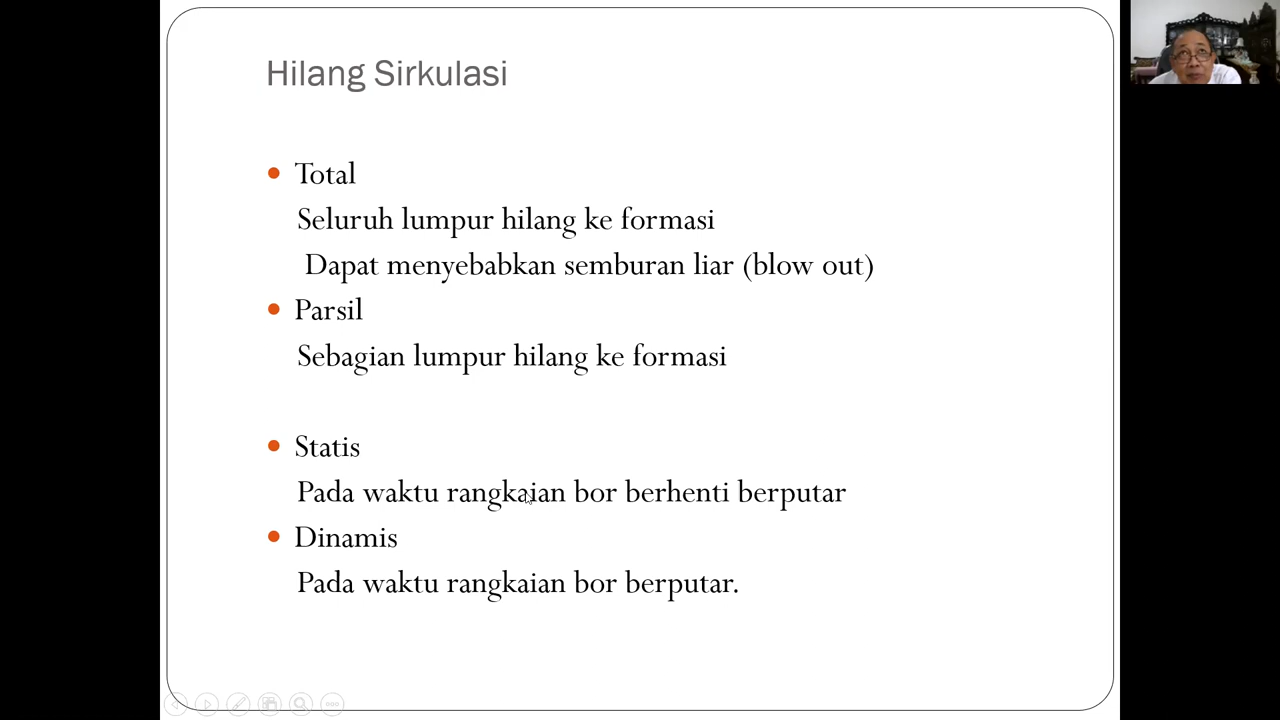 Hilang Sirkulasi
Total
Seluruh lumpur hilang ke formasi
Dapat menyebabkan semburan liar (blow out)
Parsil
Sebagian lumpur hilang ke formasi
Statis
Pada waktu rangkaian bor berhenti berputar
Dinamis
Pada waktu rangkaian bor berputar.